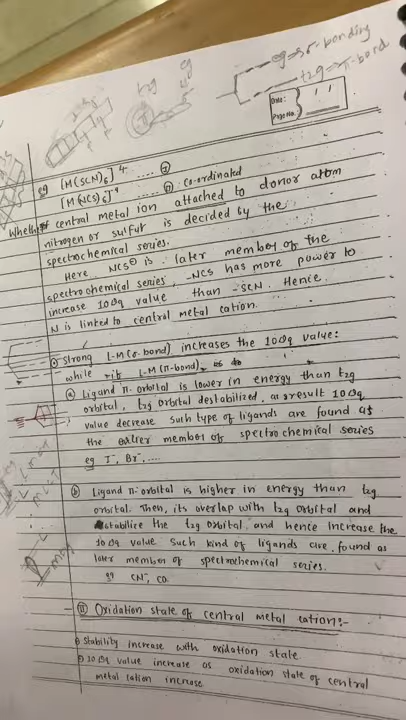 eg => σ-bonding
t2g => π-bond
t2g
eg
Date:
Page No.:
eg [M(SCN)6]4- ..... ①
[M(NCS)6]-4 ..... ② co-ordinated
Whether central metal ion attached to donor atom
nitrogen or sulfur is decided by the
spectrochemical series.
Here NCS⊖ is later member of the
spectrochemical series, -NCS has more power to
increase 10Dq value than -SCN. Hence
N is linked to central metal cation.
⊙ Strong L-M(σ-bond) increases the 10Dq value:
while it L-M(π-bond)
ⓐ Ligand π-orbital is lower in energy than t2g
orbital, t2g orbital destabilized, as a result 10Dq
value decrease such type of ligands are found as
the earlier member of spectrochemical series
eg I-, Br-, ....
ⓑ Ligand π-orbital is higher in energy than t2g
orbital. Then, its overlap with t2g orbital and
stabilize the t2g orbital, and hence increase the
10Dq value such kind of ligands are found as
later member of spectrochemical series.
eg CN-, CO.
II Oxidation state of central metal cation:-
Stability increase with oxidation state
10Dq value increase as oxidation state of central
metal cation increase